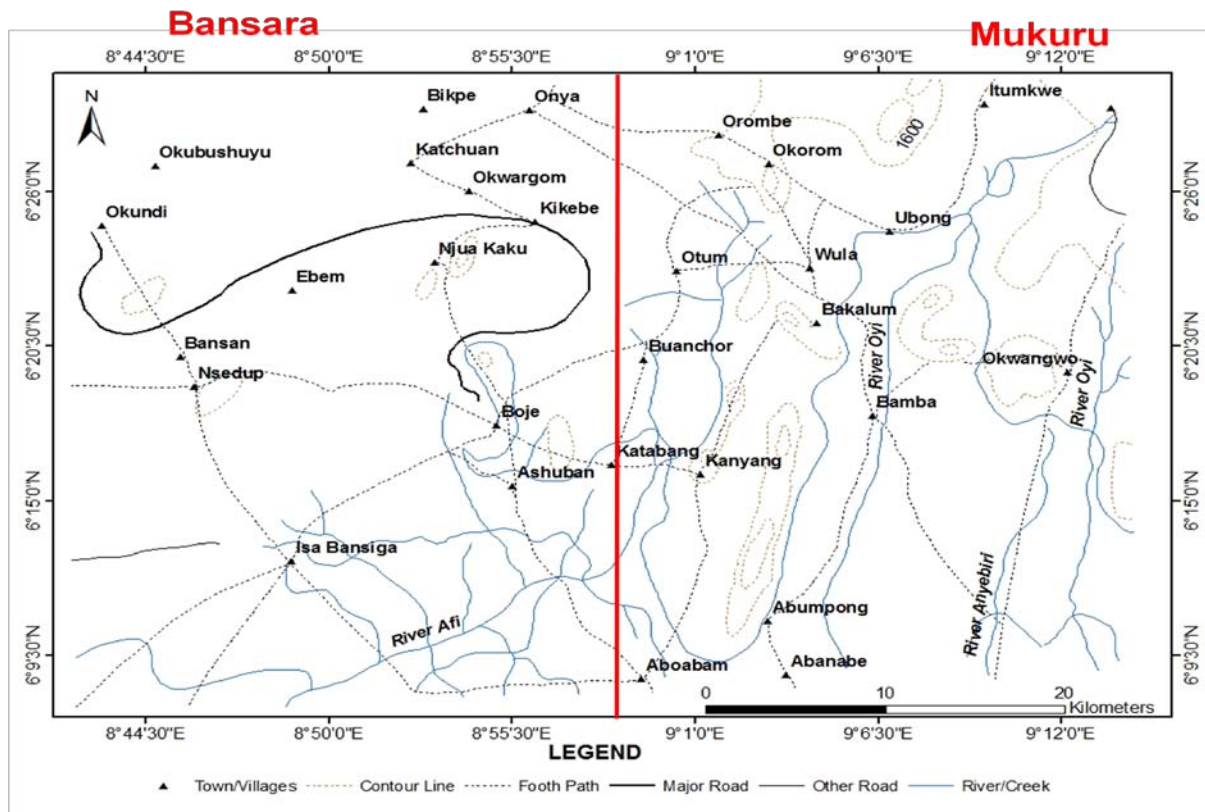 Bansara
Mukuru
8°44'30"E 8°50'0"E 8°55'30"E 9°1'0"E 9°6'30"E 9°12'0"E
N
Bikpe
Onya
Itumkwe
1600
Orombe
Okubushuyu
Katchuan
Okorom
6°26'0"N
6°26'0"N
Okwargom
Okundi
Kikebe
Ubong
Njua Kaku
Otum
Wula
Ebem
Bakalum
6°20'30"N
6°20'30"N
Bansan
Buanchor
River Oyi
Okwangwo
River Oyi
Nsedup
Boje
Bamba
Katabang
Kanyang
Ashuban
6°15'0"N
6°15'0"N
Isa Bansiga
River Anyebiri
River Afi
Abumpong
6°9'30"N
6°9'30"N
Aboabam
Abanabe
0 10 20
Kilometers
8°44'30"E 8°50'0"E 8°55'30"E 9°1'0"E 9°6'30"E 9°12'0"E
LEGEND
Town/Villages Contour Line Footh Path Major Road Other Road River/Creek